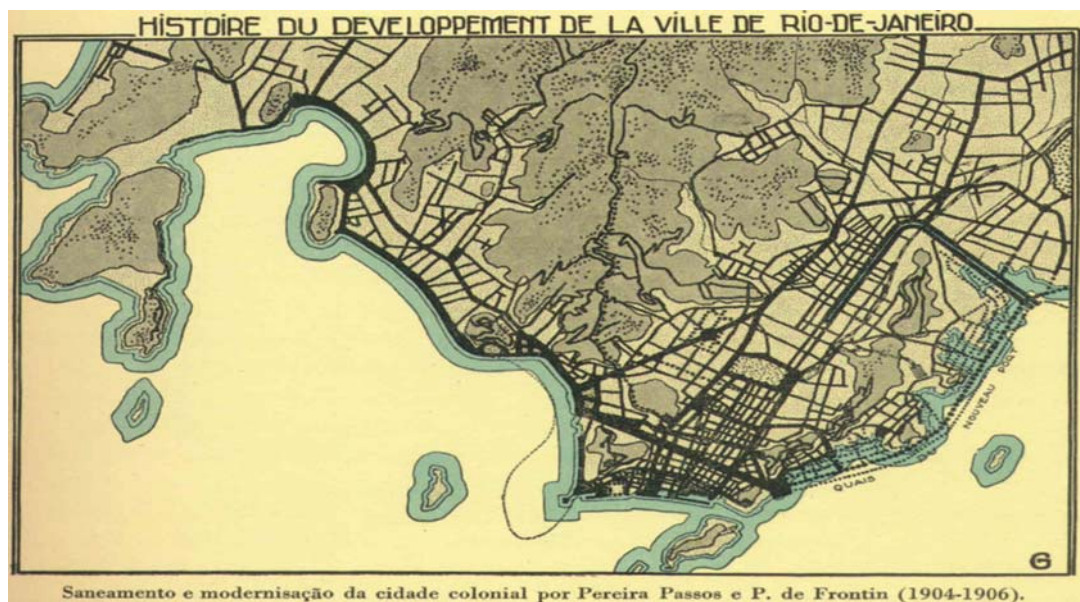 HISTOIRE DU DEVELOPPEMENT DE LA VILLE DE RIO-DE-JANEIRO
QUAIS DU NOUVEAU PORT
G
Saneamento e modernisação da cidade colonial por Pereira Passos e P. de Frontin (1904-1906).